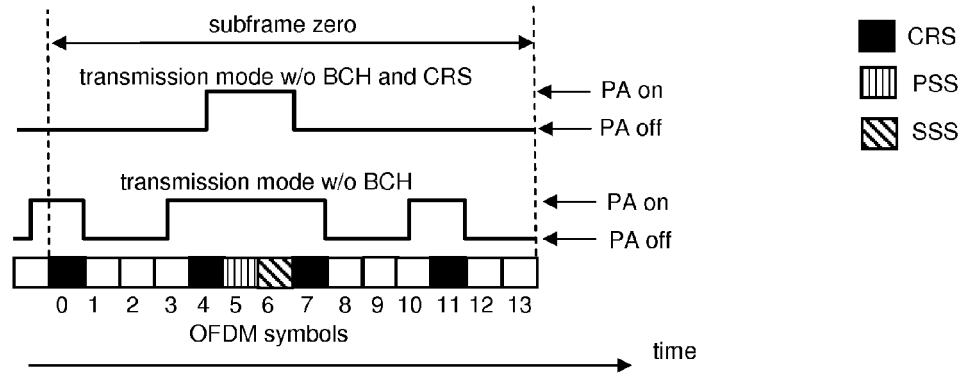 subframe zero
CRS
transmission mode w/o BCH and CRS
PA on
PSS
PA off
SSS
transmission mode w/o BCH
PA on
PA off
0 1 2 3 4 5 6 7 8 9 10 11 12 13
OFDM symbols
time